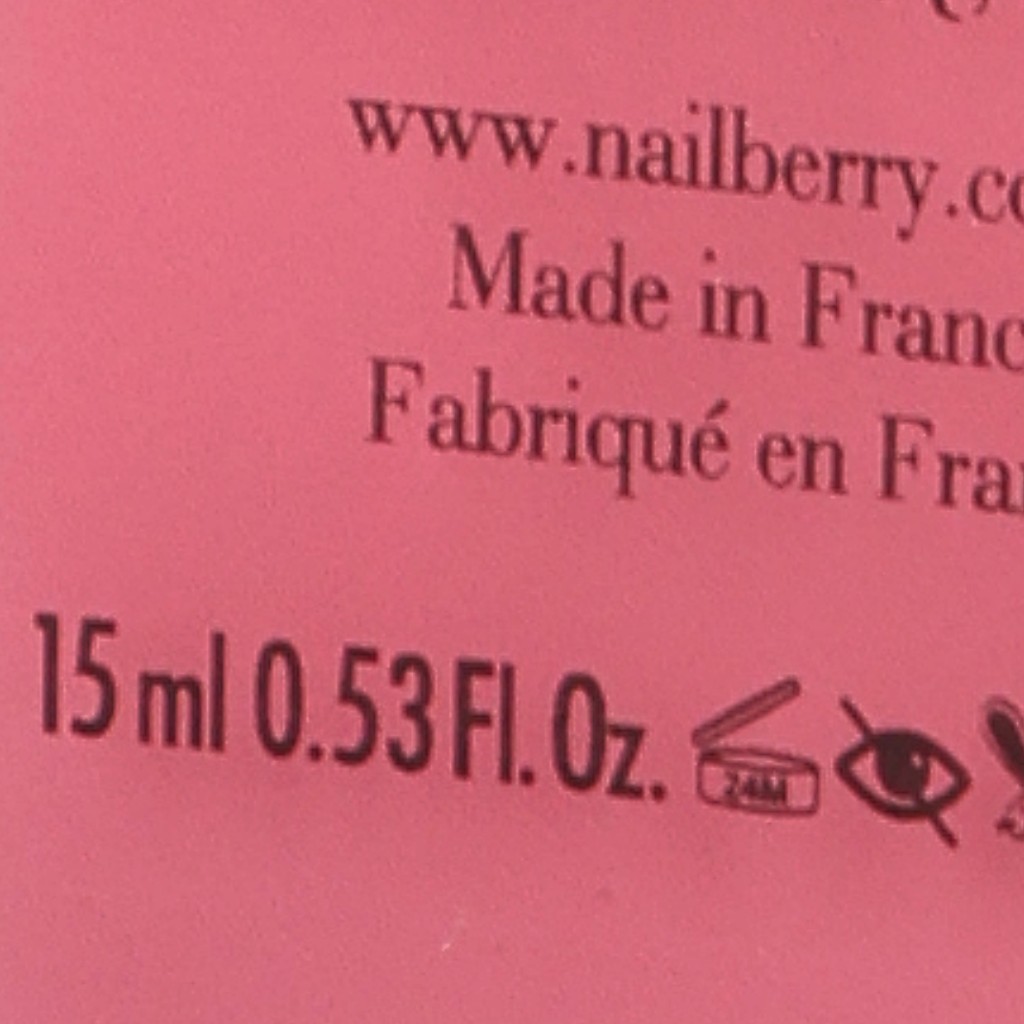 www.nailberry.co
Made in Franc
Fabriqué en Fra
15 ml 0.53 Fl. Oz. 24M